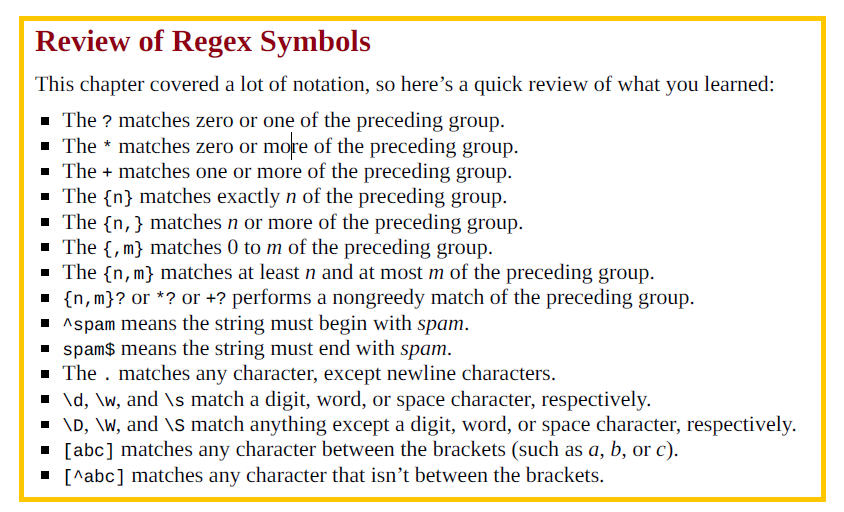 Review of Regex Symbols
This chapter covered a lot of notation, so here’s a quick review of what you learned:
▪ The ? matches zero or one of the preceding group.
▪ The * matches zero or more of the preceding group.
▪ The + matches one or more of the preceding group.
▪ The {n} matches exactly n of the preceding group.
▪ The {n,} matches n or more of the preceding group.
▪ The {,m} matches 0 to m of the preceding group.
▪ The {n,m} matches at least n and at most m of the preceding group.
▪ {n,m}? or *? or +? performs a nongreedy match of the preceding group.
▪ ^spam means the string must begin with spam.
▪ spam$ means the string must end with spam.
▪ The . matches any character, except newline characters.
▪ \d, \w, and \s match a digit, word, or space character, respectively.
▪ \D, \W, and \S match anything except a digit, word, or space character, respectively.
▪ [abc] matches any character between the brackets (such as a, b, or c).
▪ [^abc] matches any character that isn’t between the brackets.